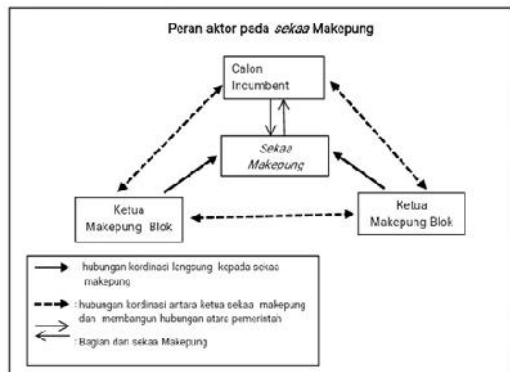 Peran aktor pada sekaa Makepung
Calon
Incumbent
Sekaa
Makepung
Ketua
Makepung Blok
Ketua
Makepung Blok
: hubungan kordinasi langsung kepada sekaa
makepung
: hubungan kordinasi antara ketua sekaa makepung
dan membangun hubungan atara pemerintah
: Bagian dari sekaa Makepung